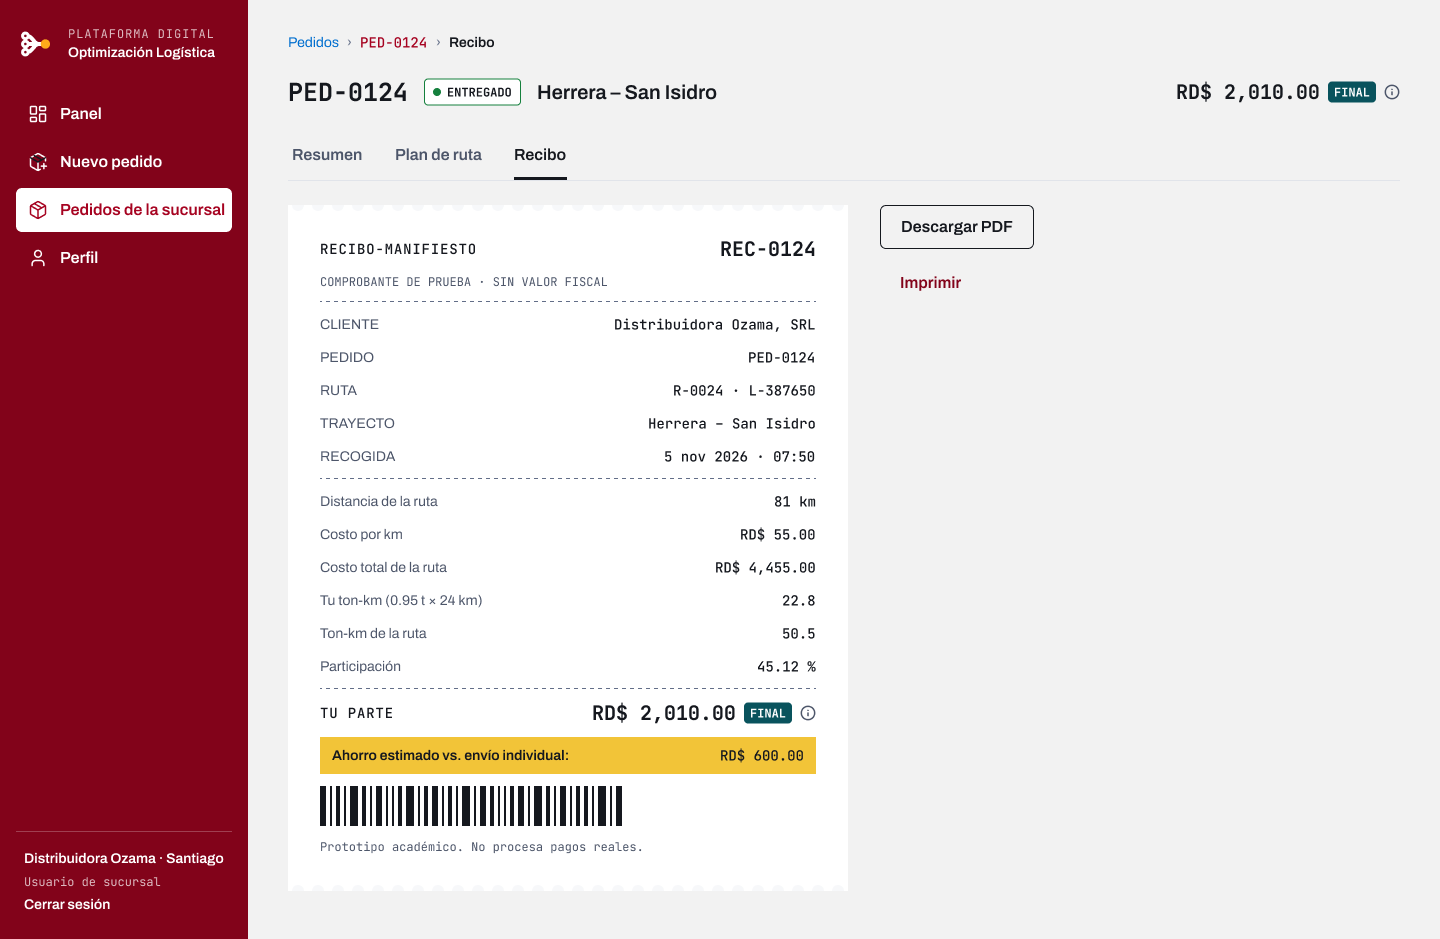 PLATAFORMA DIGITAL
Optimización Logística
Panel
Nuevo pedido
Pedidos de la sucursal
Perfil
Distribuidora Ozama · Santiago
Usuario de sucursal
Cerrar sesión
Pedidos › PED-0124 › Recibo
PED-0124 ENTREGADO Herrera – San Isidro RD$ 2,010.00 FINAL
Resumen Plan de ruta Recibo
RECIBO-MANIFIESTO REC-0124
COMPROBANTE DE PRUEBA · SIN VALOR FISCAL
CLIENTE Distribuidora Ozama, SRL
PEDIDO PED-0124
RUTA R-0024 · L-387650
TRAYECTO Herrera – San Isidro
RECOGIDA 5 nov 2026 · 07:50
Distancia de la ruta 81 km
Costo por km RD$ 55.00
Costo total de la ruta RD$ 4,455.00
Tu ton-km (0.95 t × 24 km) 22.8
Ton-km de la ruta 50.5
Participación 45.12 %
TU PARTE RD$ 2,010.00 FINAL
Ahorro estimado vs. envío individual: RD$ 600.00
Prototipo académico. No procesa pagos reales.
Descargar PDF
Imprimir